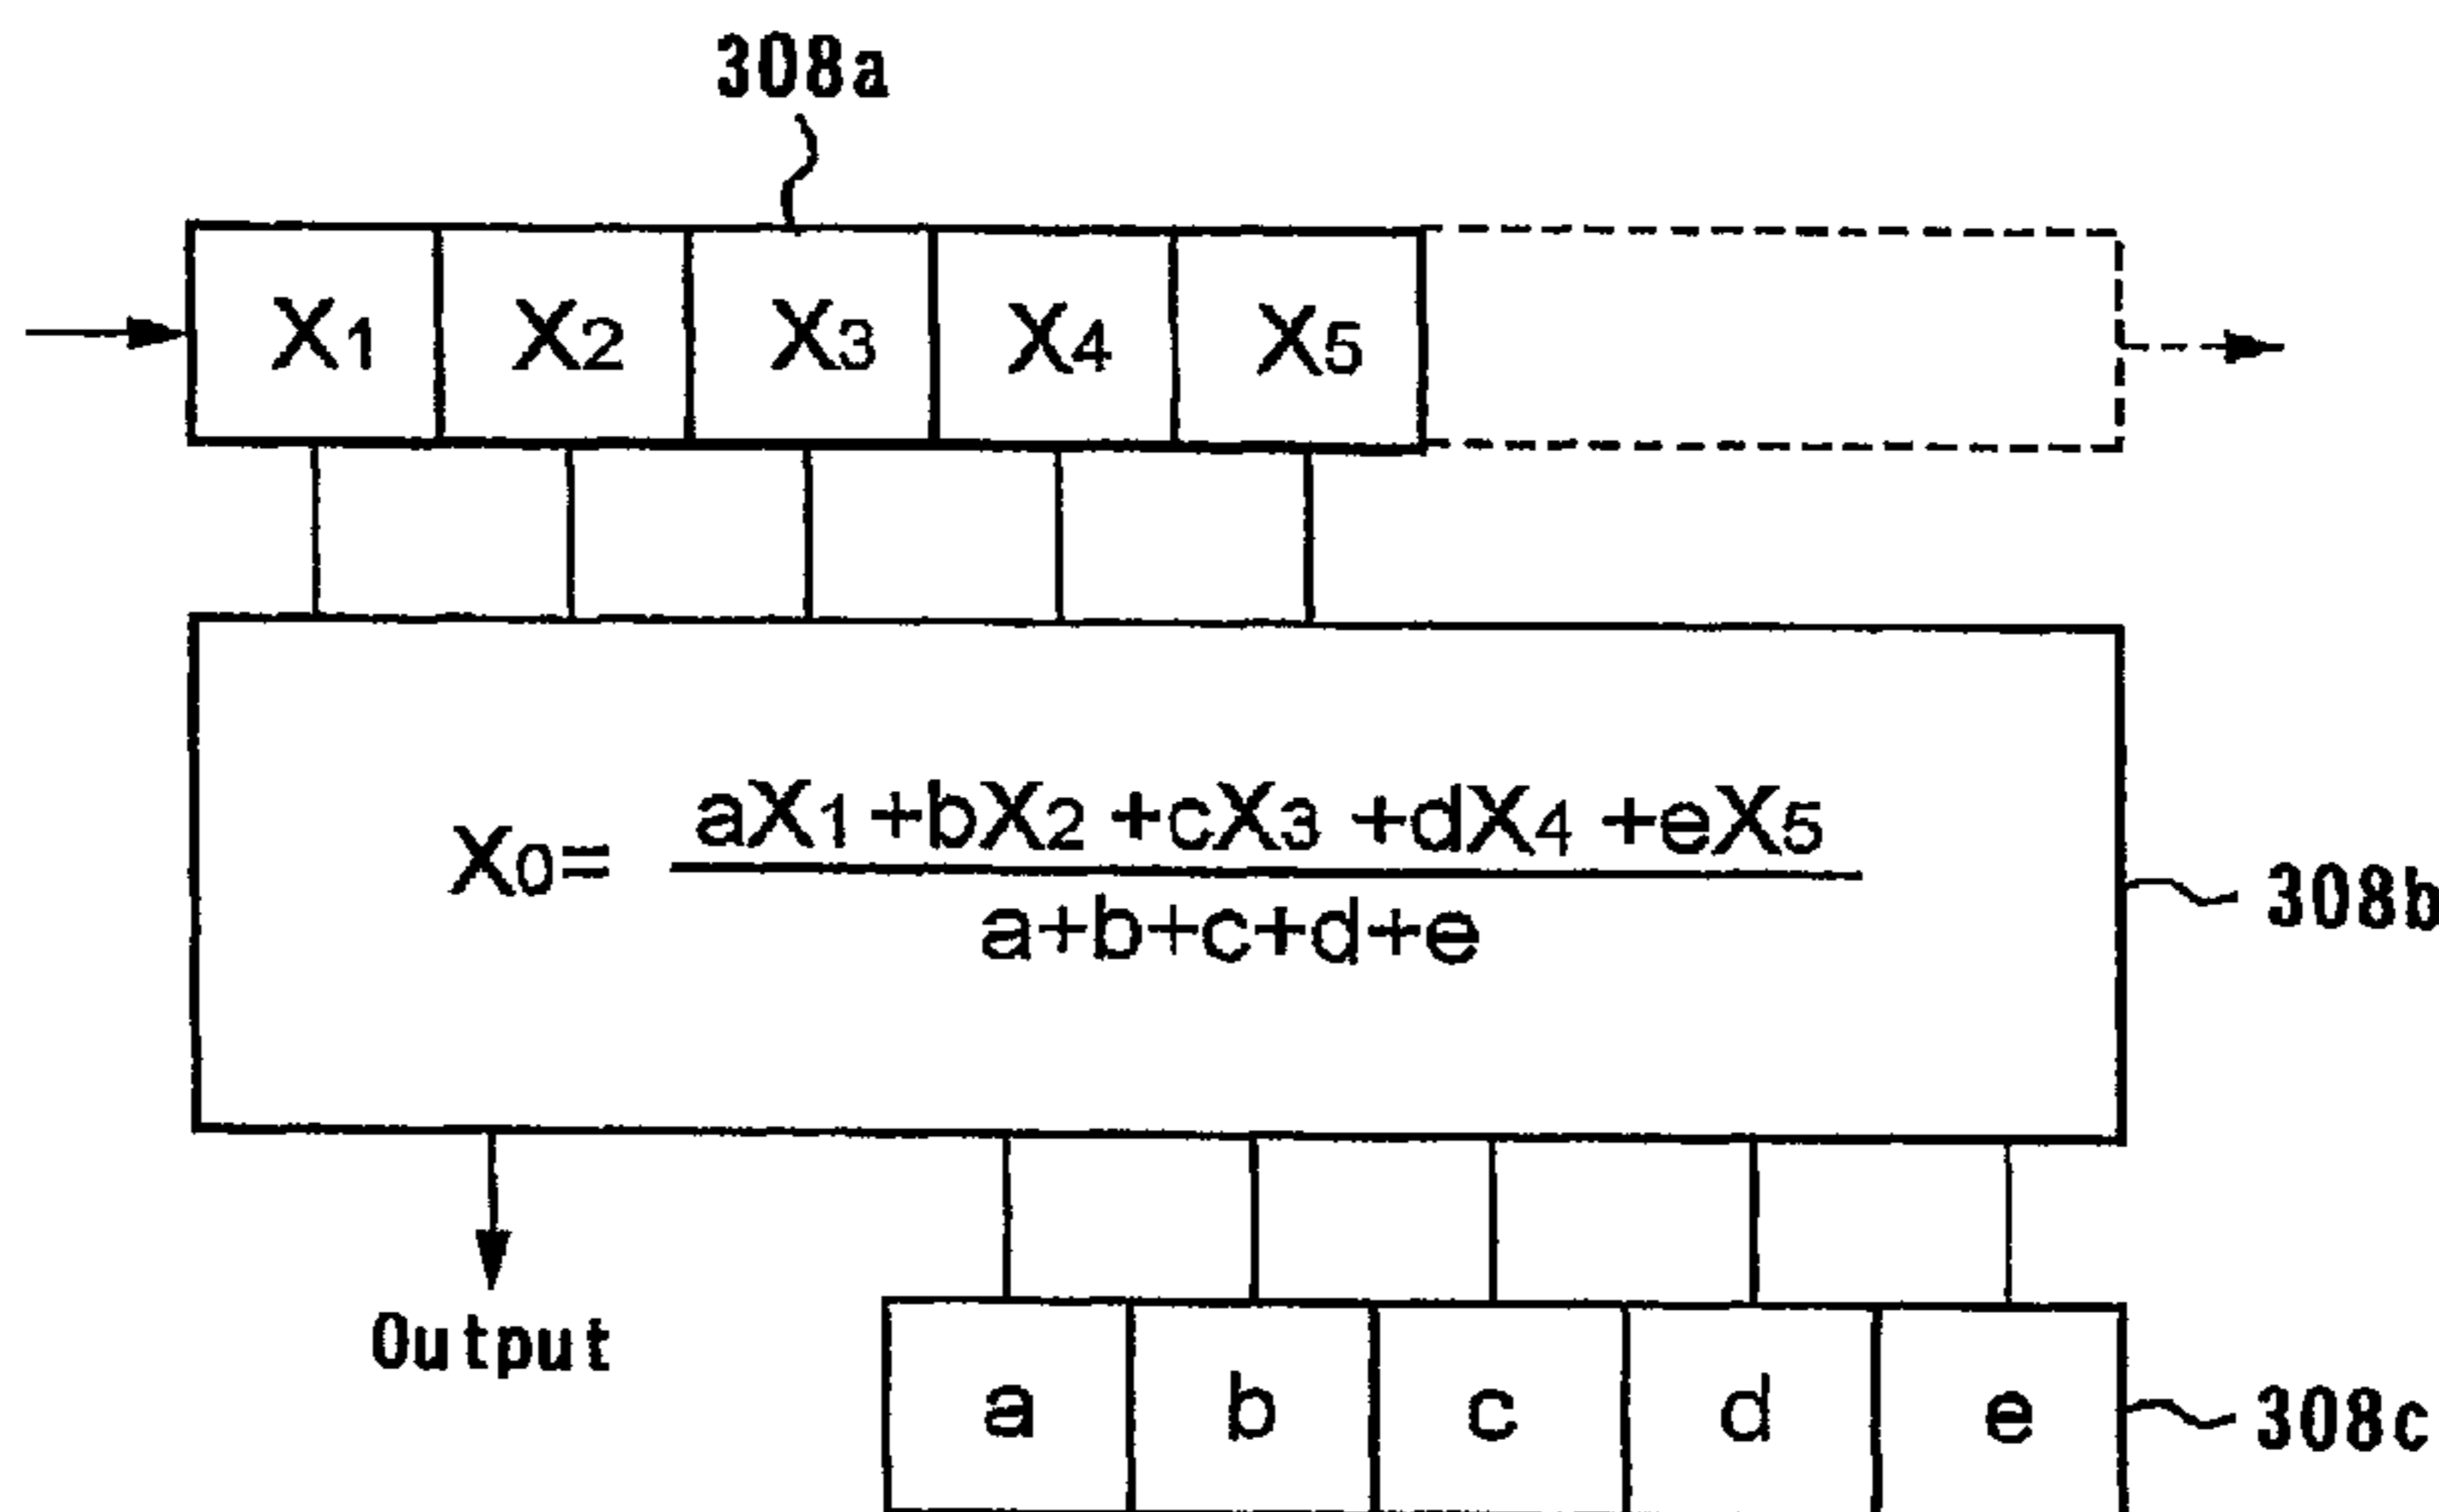 308a
X1 X2 X3 X4 X5
X0= aX1+bX2+cX3+dX4+eX5
a+b+c+d+e
308b
Output
a b c d e
308c